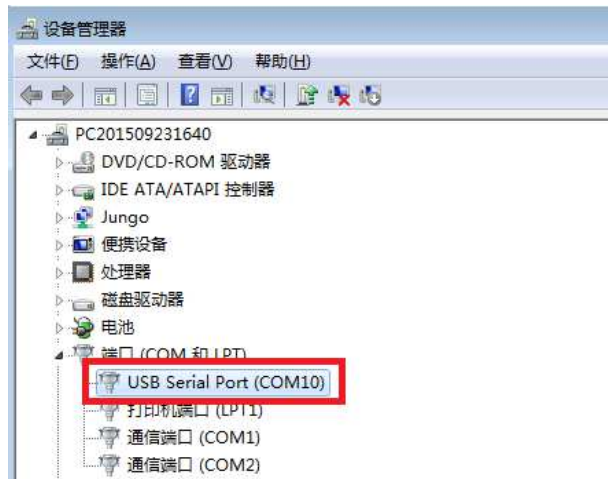 设备管理器
文件(F) 操作(A) 查看(V) 帮助(H)
PC201509231640
DVD/CD-ROM 驱动器
IDE ATA/ATAPI 控制器
Jungo
便携设备
处理器
磁盘驱动器
电池
端口 (COM 和 LPT)
USB Serial Port (COM10)
打印机端口 (LPT1)
通信端口 (COM1)
通信端口 (COM2)